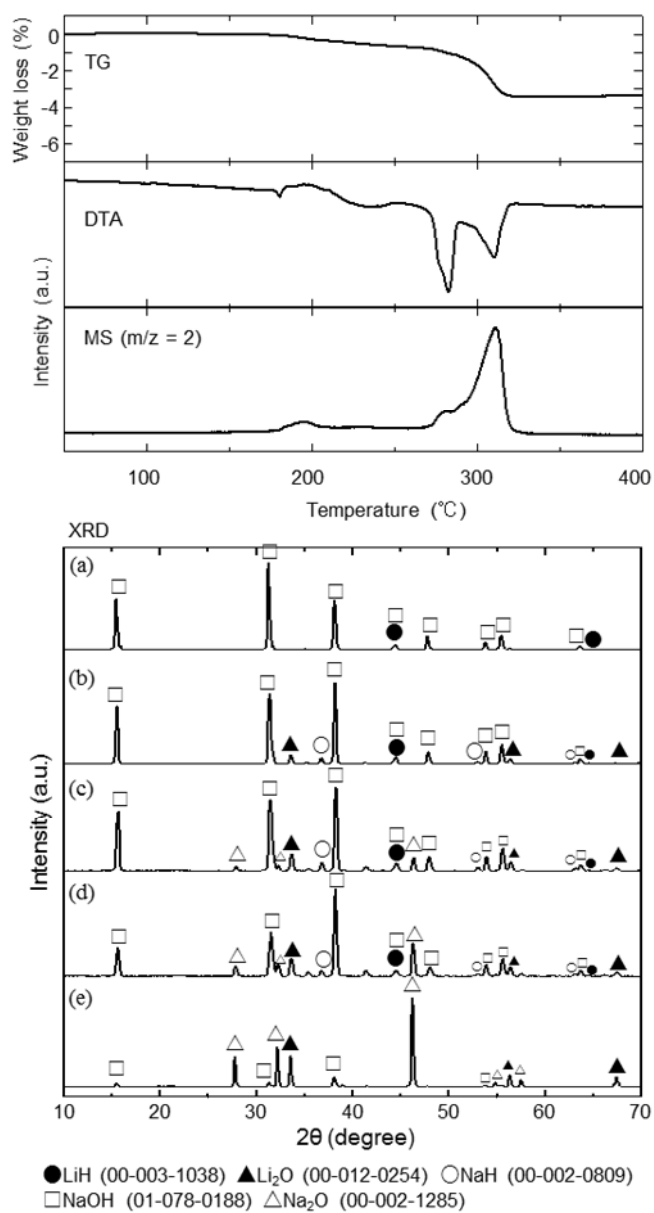 0
-2
-4
-6
Weight loss (%)
TG
DTA
Intensity (a.u.)
MS (m/z = 2)
100 200 300 400
Temperature (℃)
XRD
(a)
(b)
(c)
(d)
(e)
Intensity (a.u.)
10 20 30 40 50 60 70
2θ (degree)
●LiH (00-003-1038) ▲Li₂O (00-012-0254) ○NaH (00-002-0809)
□NaOH (01-078-0188) △Na₂O (00-002-1285)